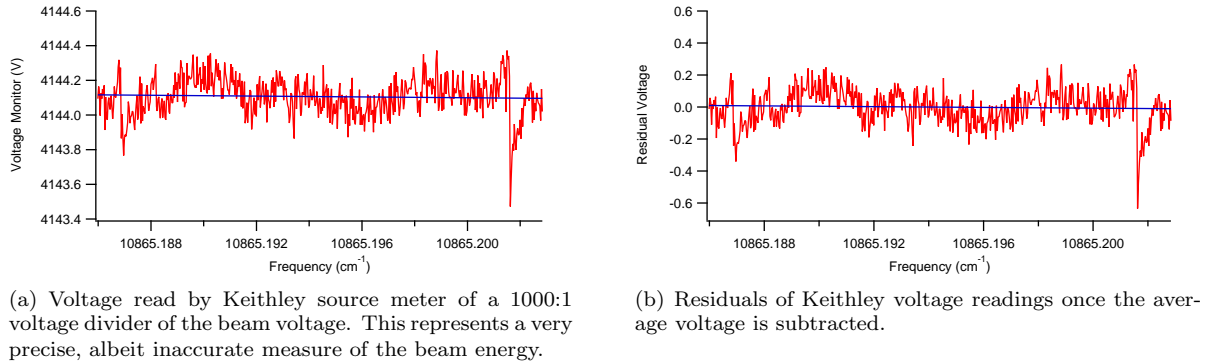 4144.6
4144.4
4144.2
4144.0
4143.8
4143.6
4143.4
Voltage Monitor (V)
10865.188
10865.192
10865.196
10865.200
Frequency (cm-1)
(a) Voltage read by Keithley source meter of a 1000:1
voltage divider of the beam voltage. This represents a very
precise, albeit inaccurate measure of the beam energy.
0.6
0.4
0.2
0.0
-0.2
-0.4
-0.6
Residual Voltage
10865.188
10865.192
10865.196
10865.200
Frequency (cm-1)
(b) Residuals of Keithley voltage readings once the aver-
age voltage is subtracted.